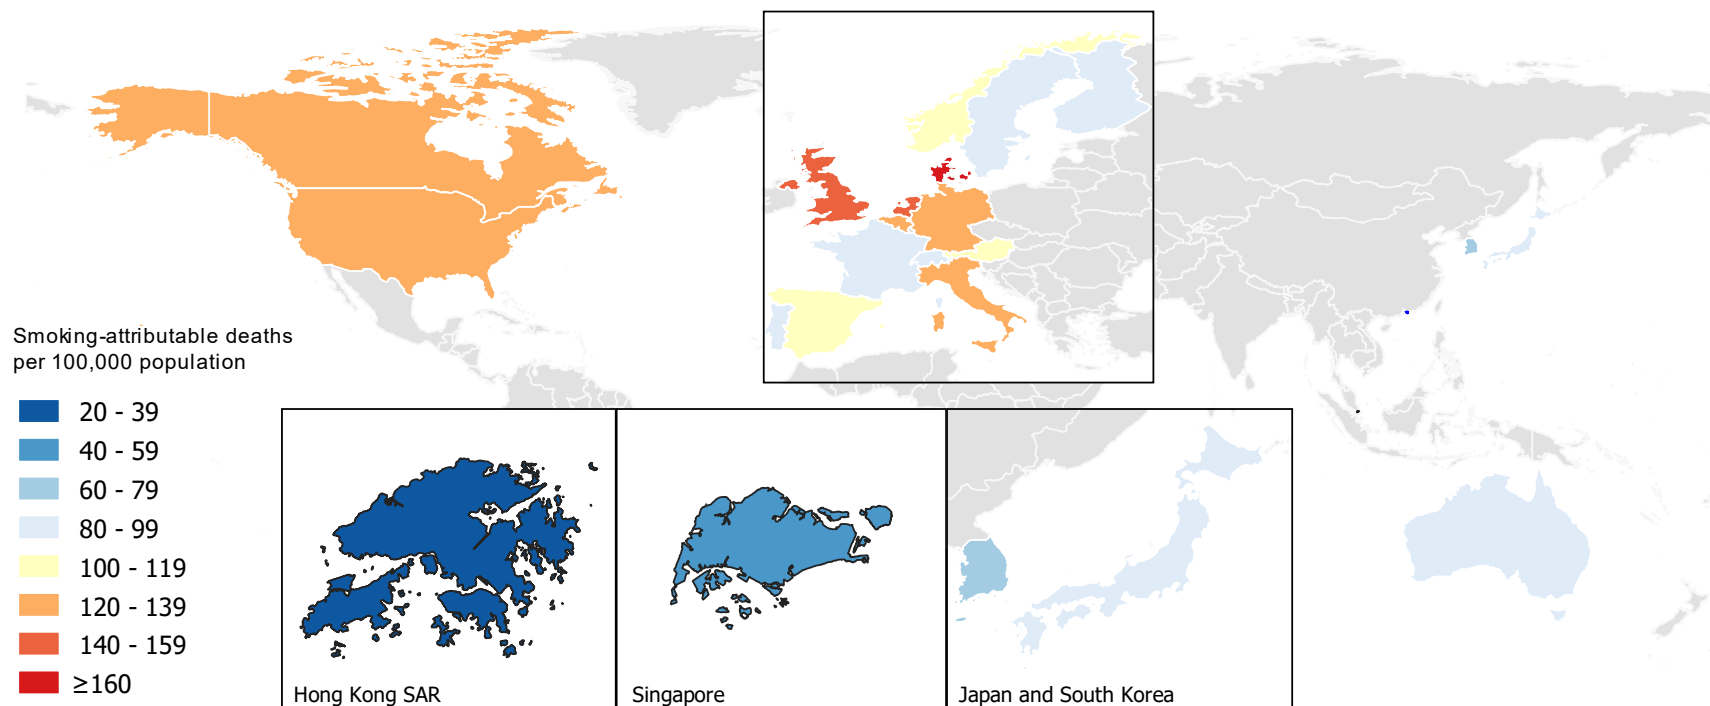 Smoking-attributable deaths
per 100,000 population
20 - 39
40 - 59
60 - 79
80 - 99
100 - 119
120 - 139
140 - 159
≥160
Hong Kong SAR
Singapore
Japan and South Korea